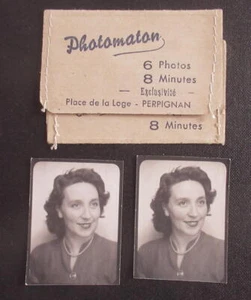 Photomaton
6 Photos
8 Minutes
- Exclusivité -
Place de la Loge - PERPIGNAN
8 Minutes